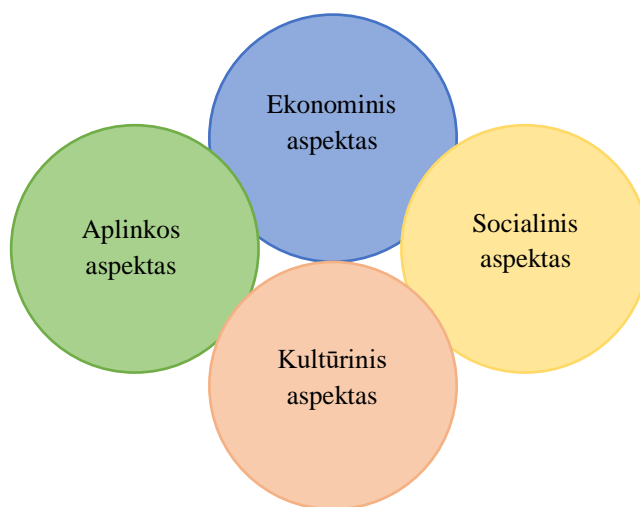 Ekonominis
aspektas
Aplinkos
aspektas
Socialinis
aspektas
Kultūrinis
aspektas